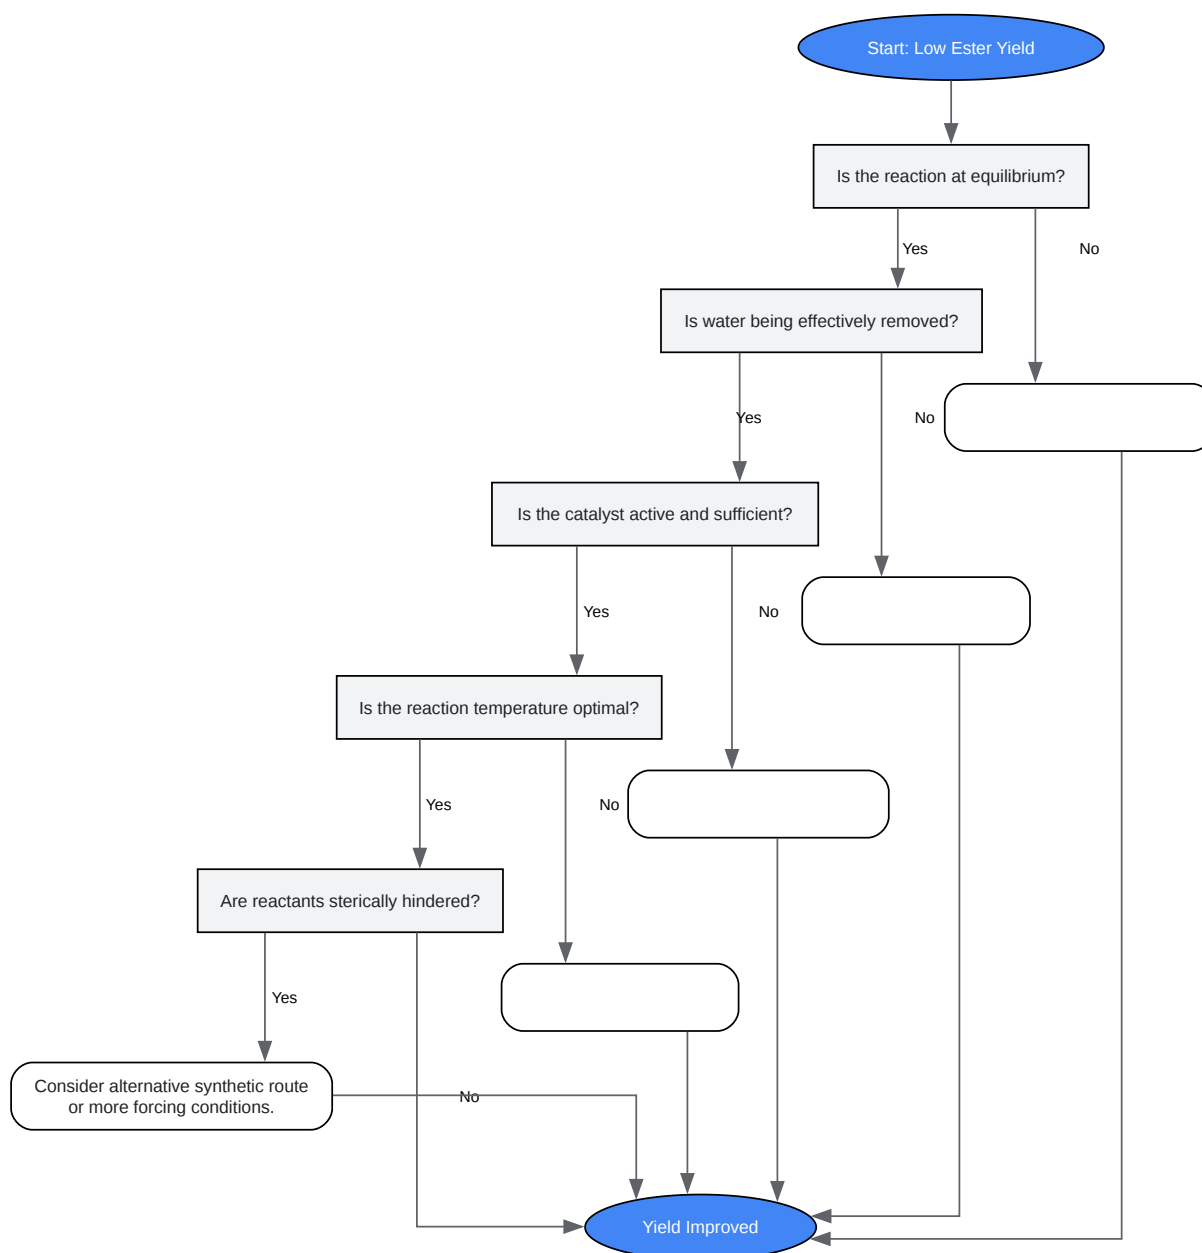 Start: Low Ester Yield
Is the reaction at equilibrium?
Yes
No
Is water being effectively removed?
Yes
No
Is the catalyst active and sufficient?
Yes
No
Is the reaction temperature optimal?
Yes
No
Are reactants sterically hindered?
Yes
Consider alternative synthetic route
or more forcing conditions.
No
Yield Improved